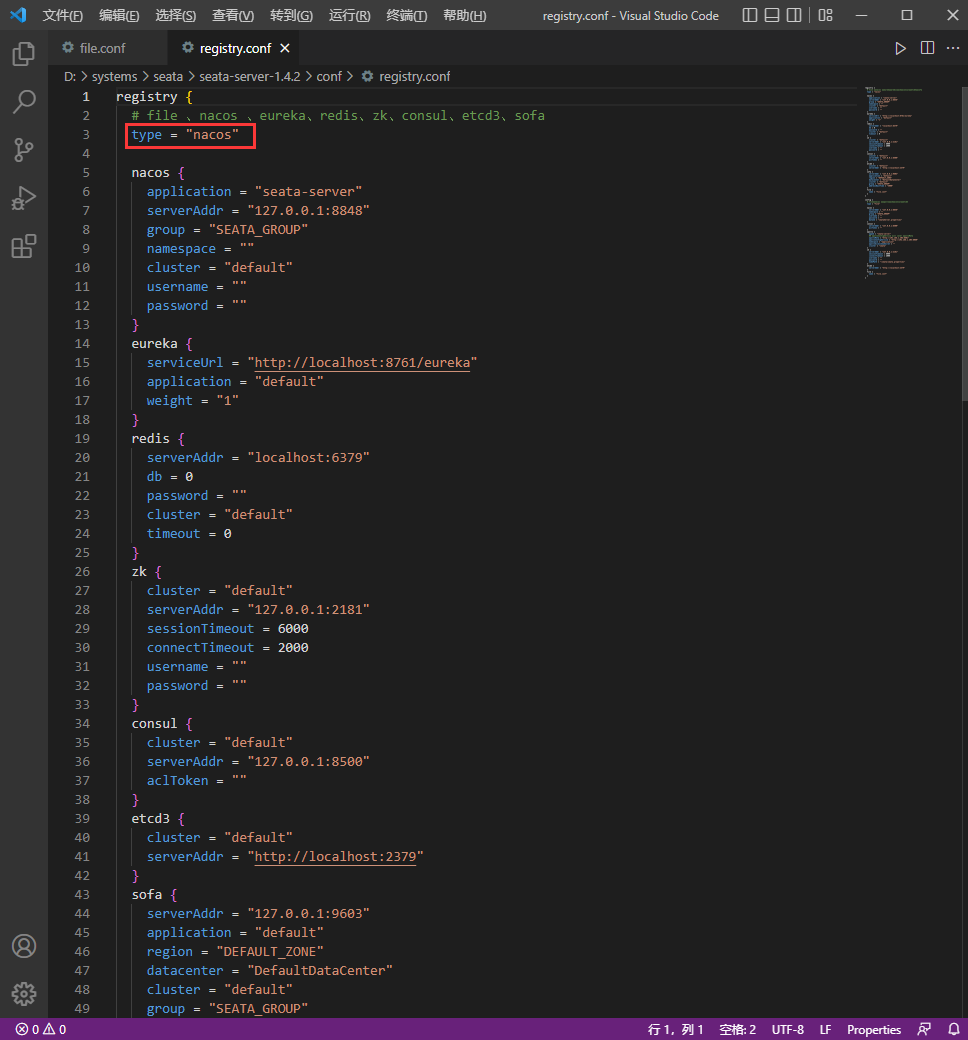 文件(F) 编辑(E) 选择(S) 查看(V) 转到(G) 运行(R) 终端(T) 帮助(H) registry.conf - Visual Studio Code
file.conf registry.conf
D: > systems > seata > seata-server-1.4.2 > conf > registry.conf
1 registry {
2 # file 、nacos 、eureka、redis、zk、consul、etcd3、sofa
3 type = "nacos"
4
5 nacos {
6 application = "seata-server"
7 serverAddr = "127.0.0.1:8848"
8 group = "SEATA_GROUP"
9 namespace = ""
10 cluster = "default"
11 username = ""
12 password = ""
13 }
14 eureka {
15 serviceUrl = "http://localhost:8761/eureka"
16 application = "default"
17 weight = "1"
18 }
19 redis {
20 serverAddr = "localhost:6379"
21 db = 0
22 password = ""
23 cluster = "default"
24 timeout = 0
25 }
26 zk {
27 cluster = "default"
28 serverAddr = "127.0.0.1:2181"
29 sessionTimeout = 6000
30 connectTimeout = 2000
31 username = ""
32 password = ""
33 }
34 consul {
35 cluster = "default"
36 serverAddr = "127.0.0.1:8500"
37 aclToken = ""
38 }
39 etcd3 {
40 cluster = "default"
41 serverAddr = "http://localhost:2379"
42 }
43 sofa {
44 serverAddr = "127.0.0.1:9603"
45 application = "default"
46 region = "DEFAULT_ZONE"
47 datacenter = "DefaultDataCenter"
48 cluster = "default"
49 group = "SEATA_GROUP"
0 0 行 1，列 1 空格: 2 UTF-8 LF Properties